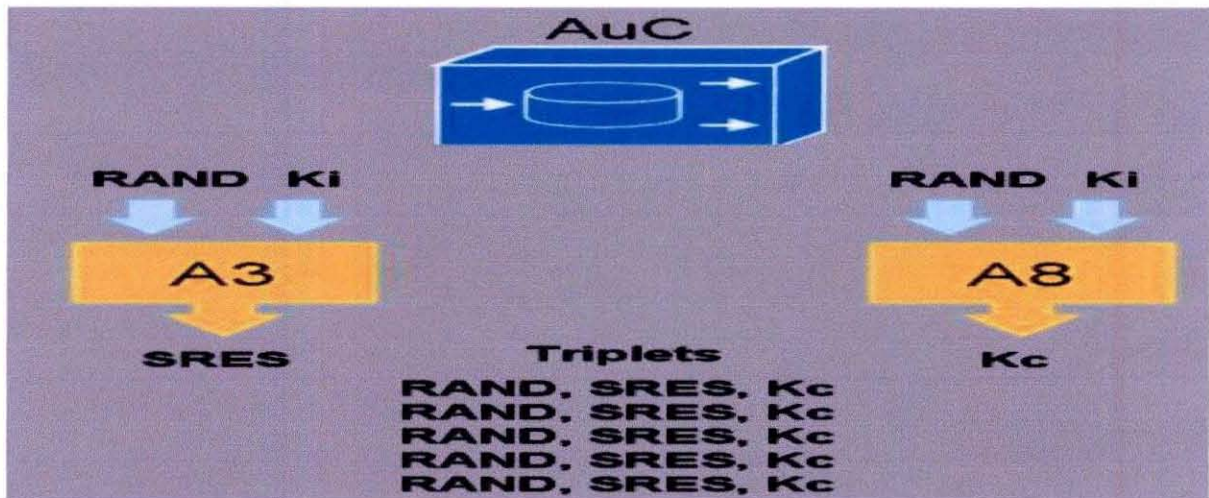 AuC
RAND Ki
RAND Ki
A3
A8
SRES
Kc
Triplets
RAND, SRES, Kc
RAND, SRES, Kc
RAND, SRES, Kc
RAND, SRES, Kc
RAND, SRES, Kc